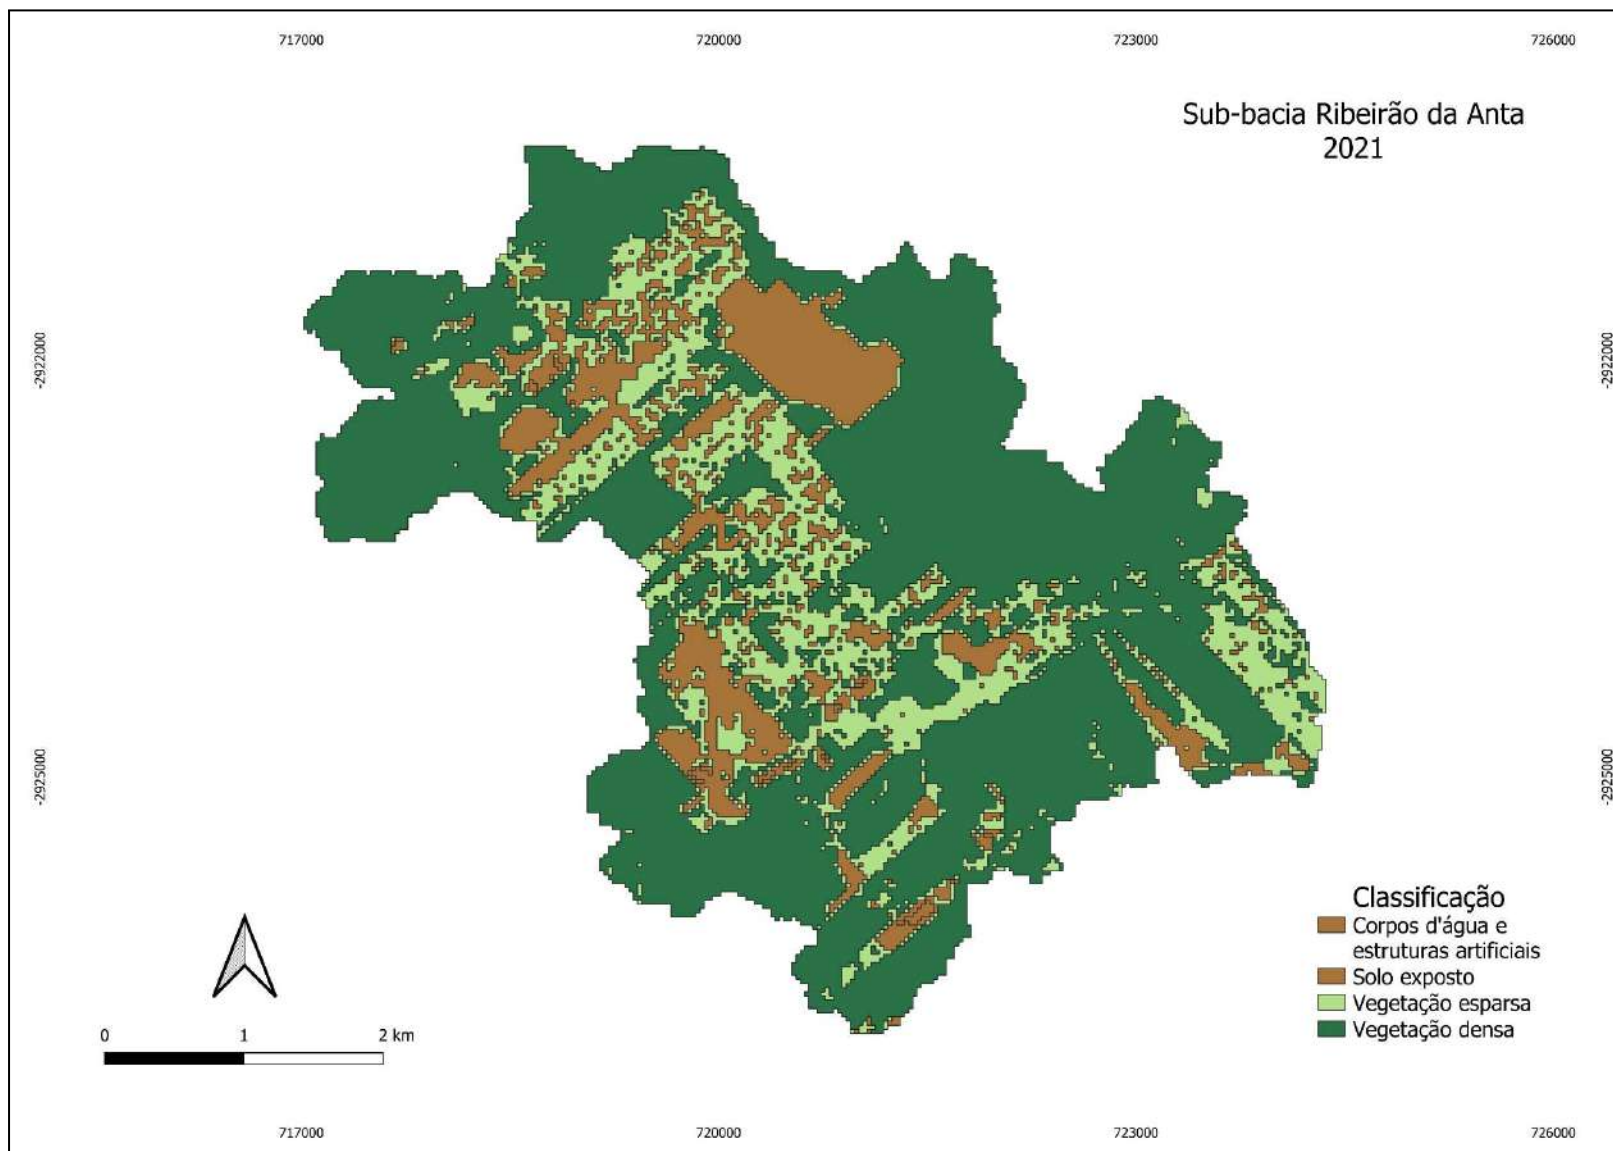 717000 720000 723000 726000
Sub-bacia Ribeirão da Anta
2021
-2922000 -2922000
-2925000 -2925000
Classificação
Corpos d'água e
estruturas artificiais
Solo exposto
Vegetação esparsa
Vegetação densa
0 1 2 km
717000 720000 723000 726000